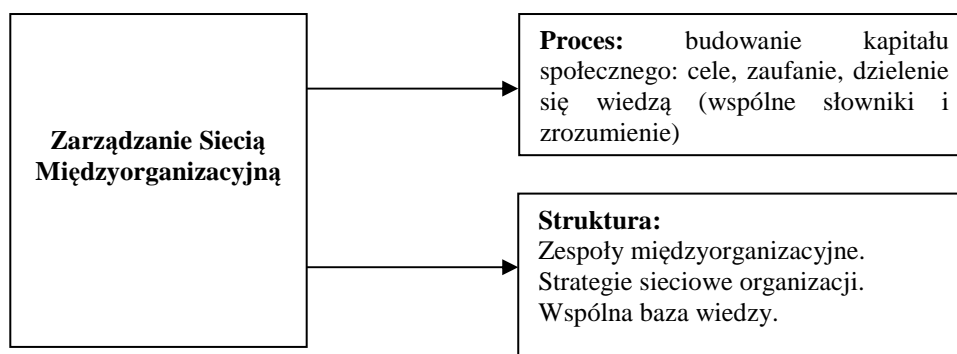 Zarządzanie Siecią
Międzyorganizacyjną
Proces: budowanie kapitału
społecznego: cele, zaufanie, dzielenie
się wiedzą (wspólne słowniki i
zrozumienie)
Struktura:
Zespoły międzyorganizacyjne.
Strategie sieciowe organizacji.
Wspólna baza wiedzy.